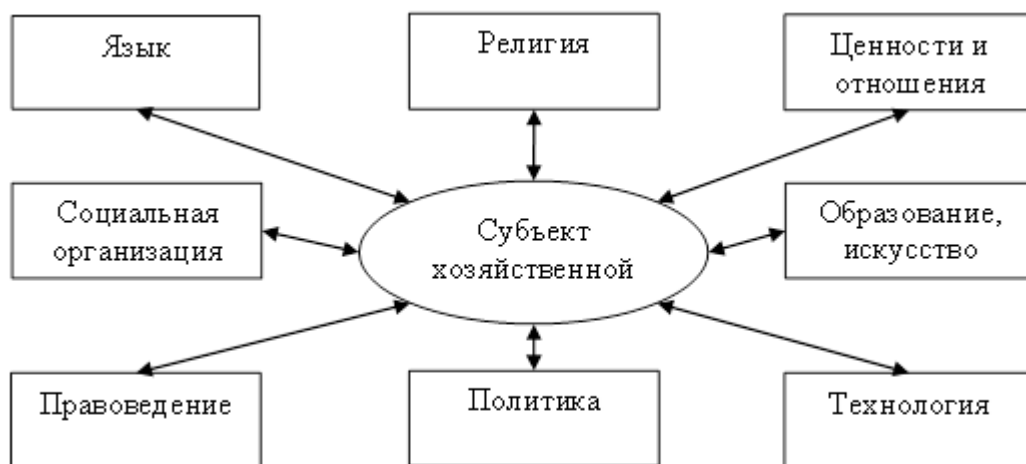 Язык
Религия
Ценности и
отношения
Социальная
организация
Субъект
хозяйственной
Образование,
искусство
Правоведение
Политика
Технология